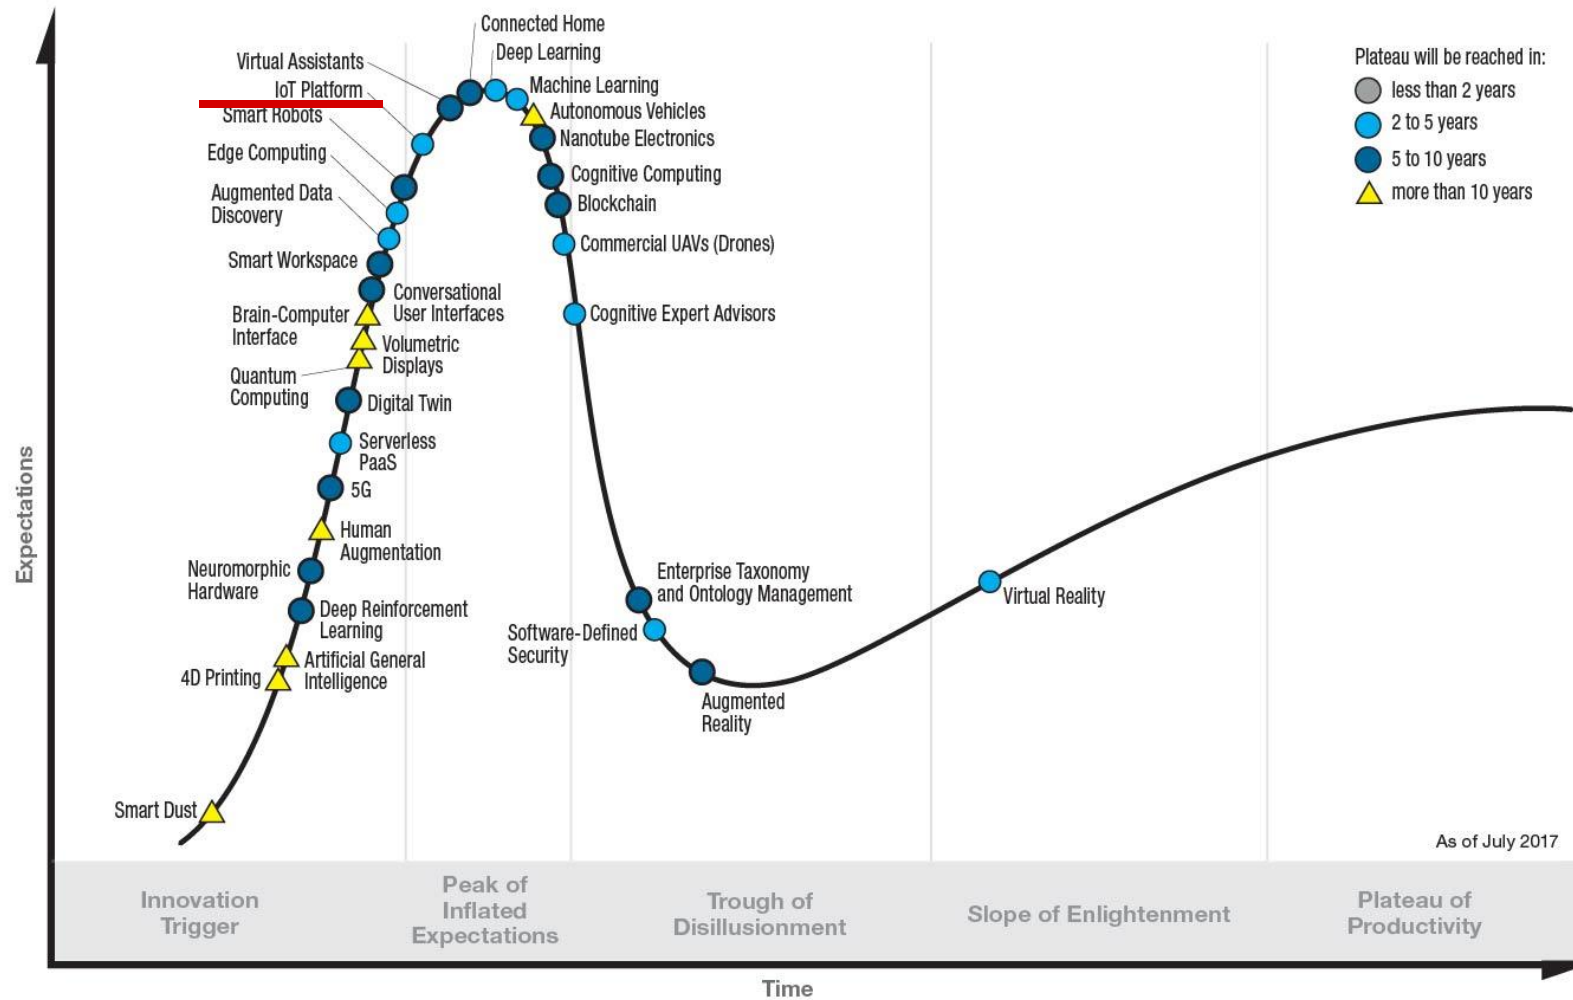 Connected Home
Deep Learning
Virtual Assistants
IoT Platform
Machine Learning
Smart Robots
Autonomous Vehicles
Nanotube Electronics
Edge Computing
Cognitive Computing
Augmented Data
Discovery
Blockchain
Commercial UAVs (Drones)
Smart Workspace
Conversational
User Interfaces
Brain-Computer
Interface
Cognitive Expert Advisors
Volumetric
Displays
Quantum
Computing
Digital Twin
Serverless
PaaS
5G
Human
Augmentation
Neuromorphic
Hardware
Deep Reinforcement
Learning
Artificial General
Intelligence
4D Printing
Smart Dust
Enterprise Taxonomy
and Ontology Management
Software-Defined
Security
Augmented
Reality
Virtual Reality
Plateau will be reached in:
less than 2 years
2 to 5 years
5 to 10 years
more than 10 years
As of July 2017
Expectations
Innovation
Trigger
Peak of
Inflated
Expectations
Trough of
Disillusionment
Slope of Enlightenment
Plateau of
Productivity
Time